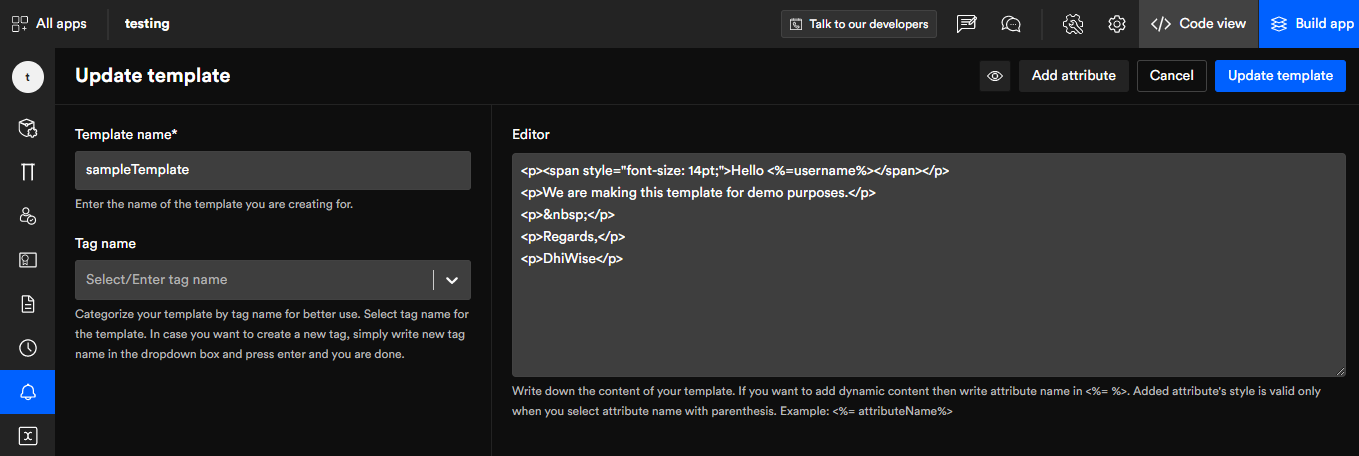 All apps
testing
Talk to our developers
</> Code view
Build app
t
Update template
Add attribute
Cancel
Update template
Template name*
sampleTemplate
Enter the name of the template you are creating for.
Tag name
Select/Enter tag name
Categorize your template by tag name for better use. Select tag name for
the template. In case you want to create a new tag, simply write new tag
name in the dropdown box and press enter and you are done.
Editor
<p><span style="font-size: 14pt;">Hello <%=username%></span></p>
<p>We are making this template for demo purposes.</p>
<p>&nbsp;</p>
<p>Regards,</p>
<p>DhiWise</p>
Write down the content of your template. If you want to add dynamic content then write attribute name in <%= %>. Added attribute's style is valid only
when you select attribute name with parenthesis. Example: <%= attributeName%>